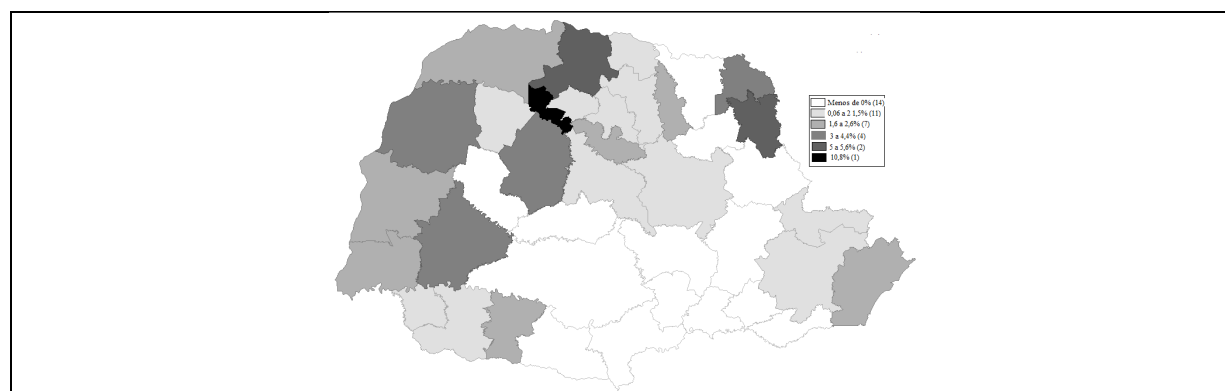 Menos de 0% (14)
0,06 a 2 1,5% (11)
1,6 a 2,6% (7)
3 a 4,4% (4)
5 a 5,6% (2)
10,8% (1)